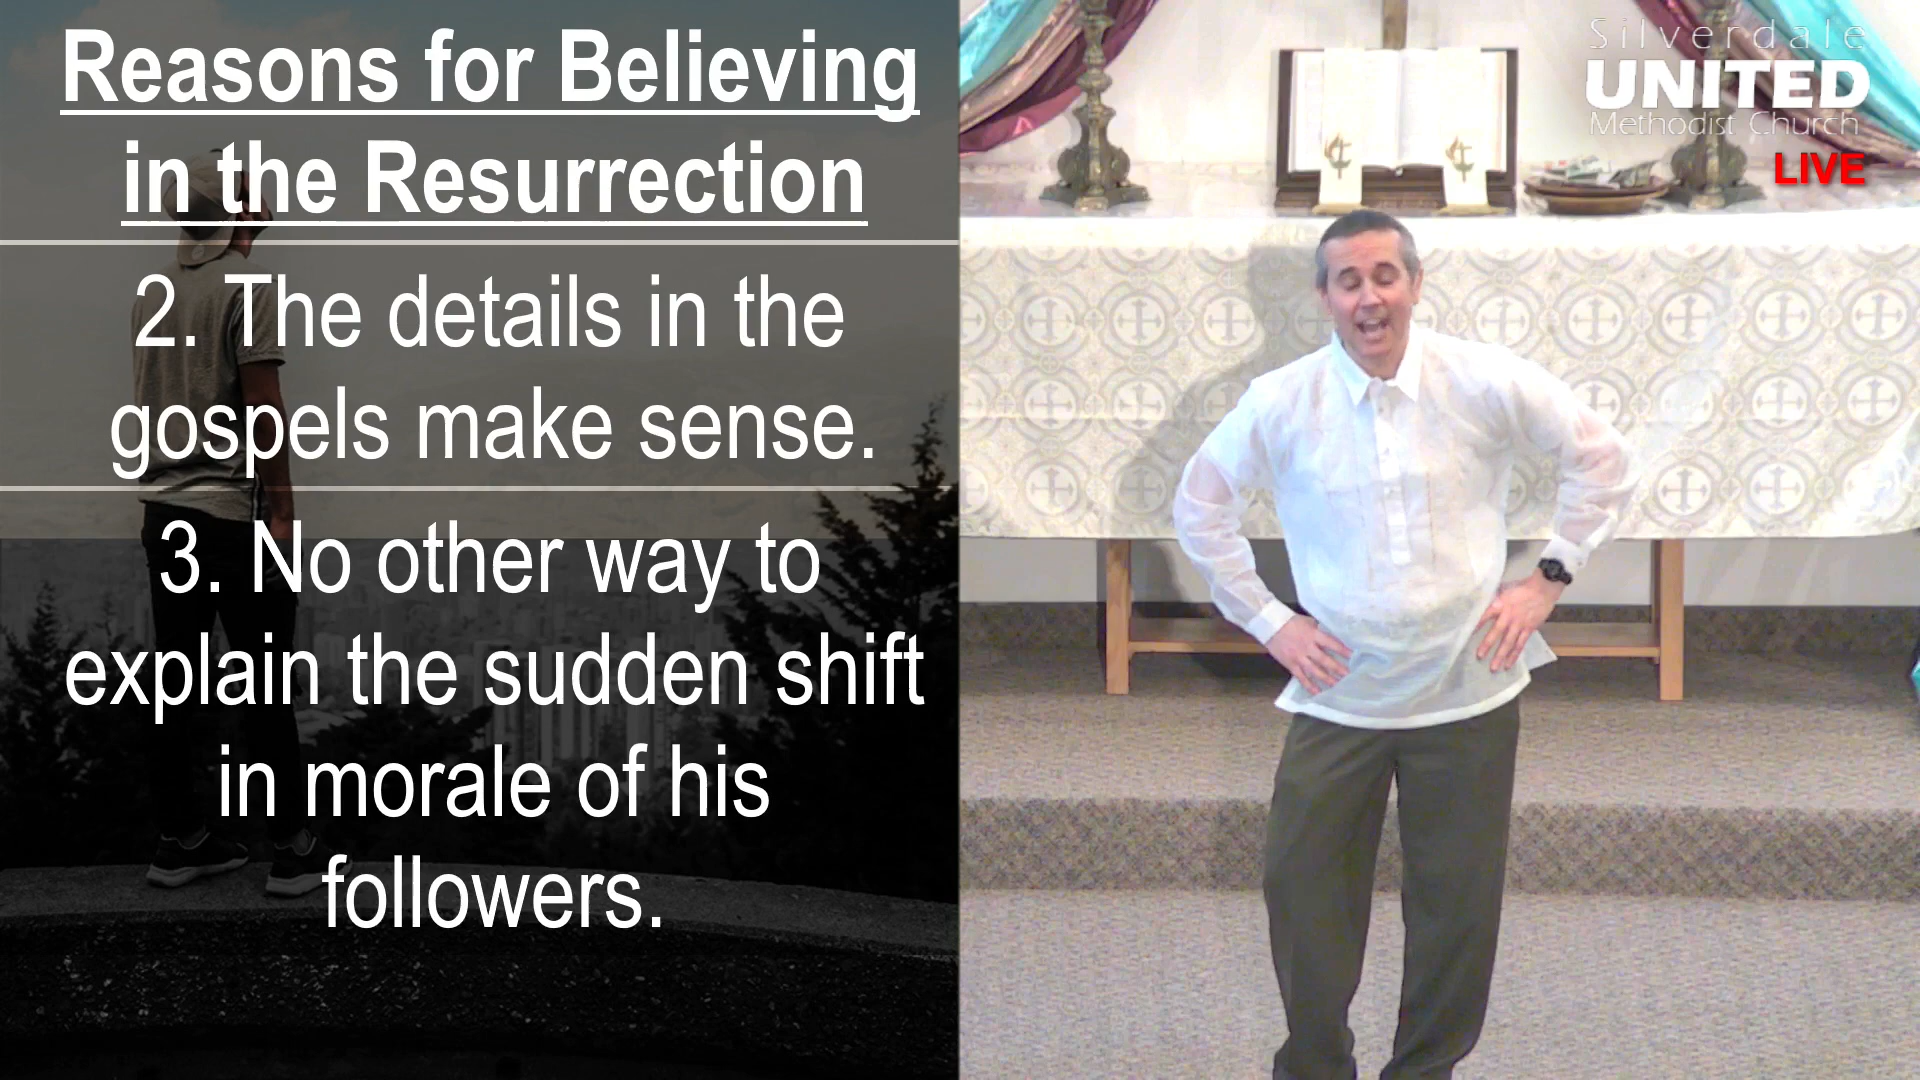 Reasons for Believing
in the Resurrection
2. The details in the
gospels make sense.
3. No other way to
explain the sudden shift
in morale of his
followers.
Silverdale
UNITED
Methodist Church
LIVE